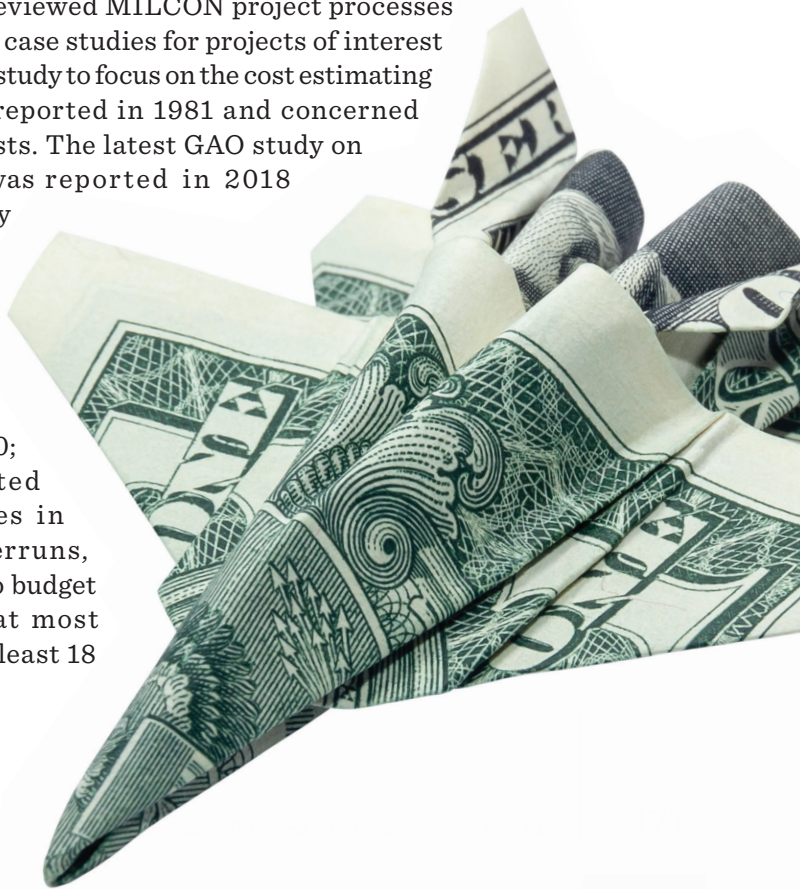 eviewed MILCON project processes
case studies for projects of interest
study to focus on the cost estimating
reported in 1981 and concerned
sts. The latest GAO study on
was reported in 2018
y
0;
ted
es in
erruns,
o budget
at most
least 18
ONE
ONE